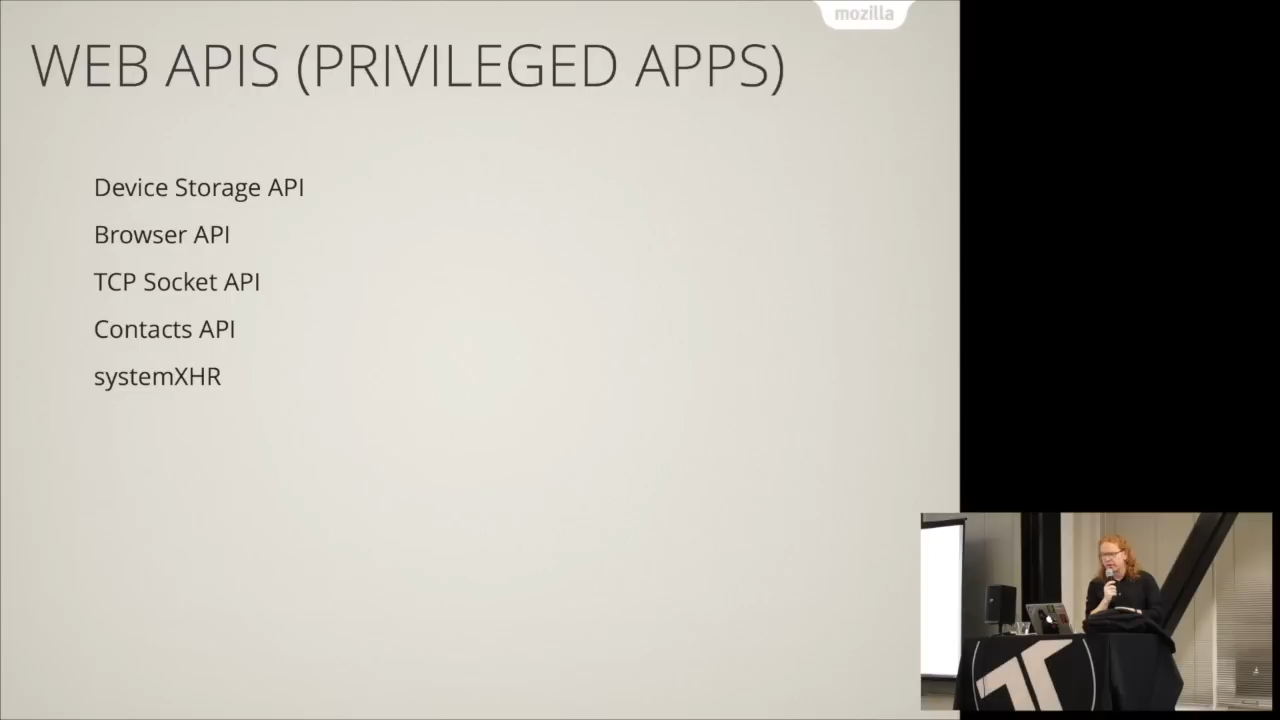 mozilla
WEB APIS (PRIVILEGED APPS)
Device Storage API
Browser API
TCP Socket API
Contacts API
systemXHR